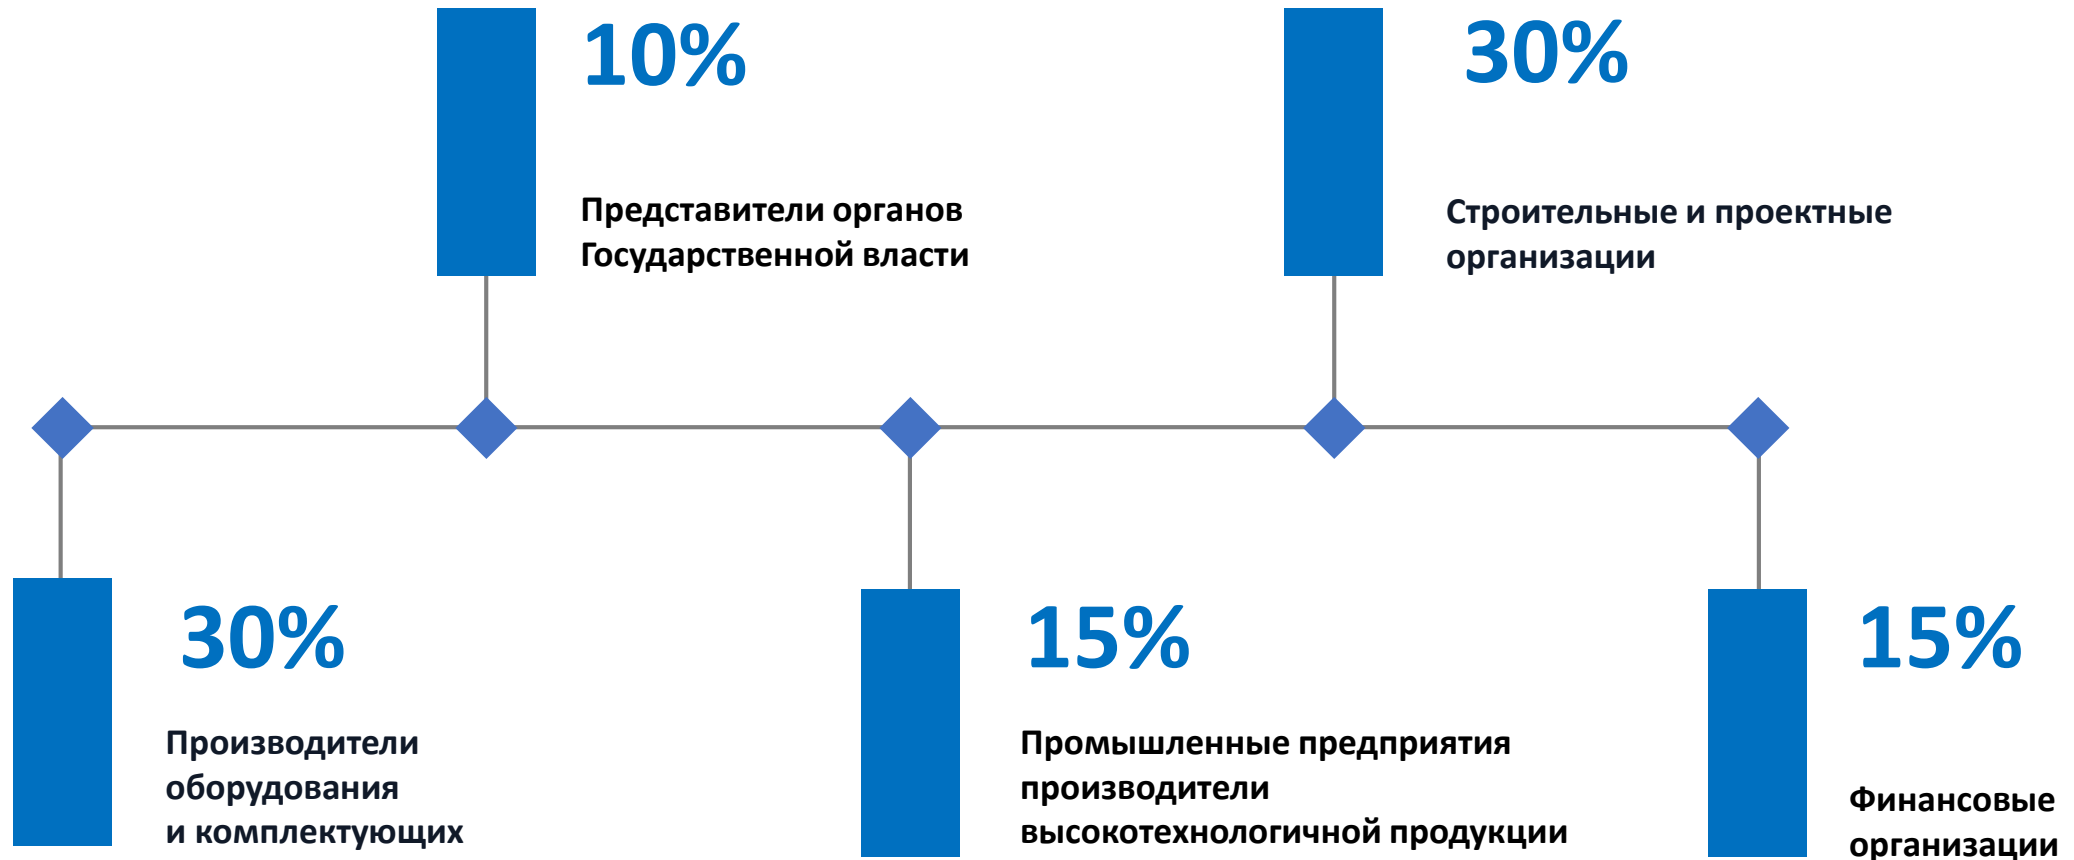 10%
Представители органов
Государственной власти
30%
Строительные и проектные
организации
30%
Производители
оборудования
и комплектующих
15%
Промышленные предприятия
производители
высокотехнологичной продукции
15%
Финансовые
организации